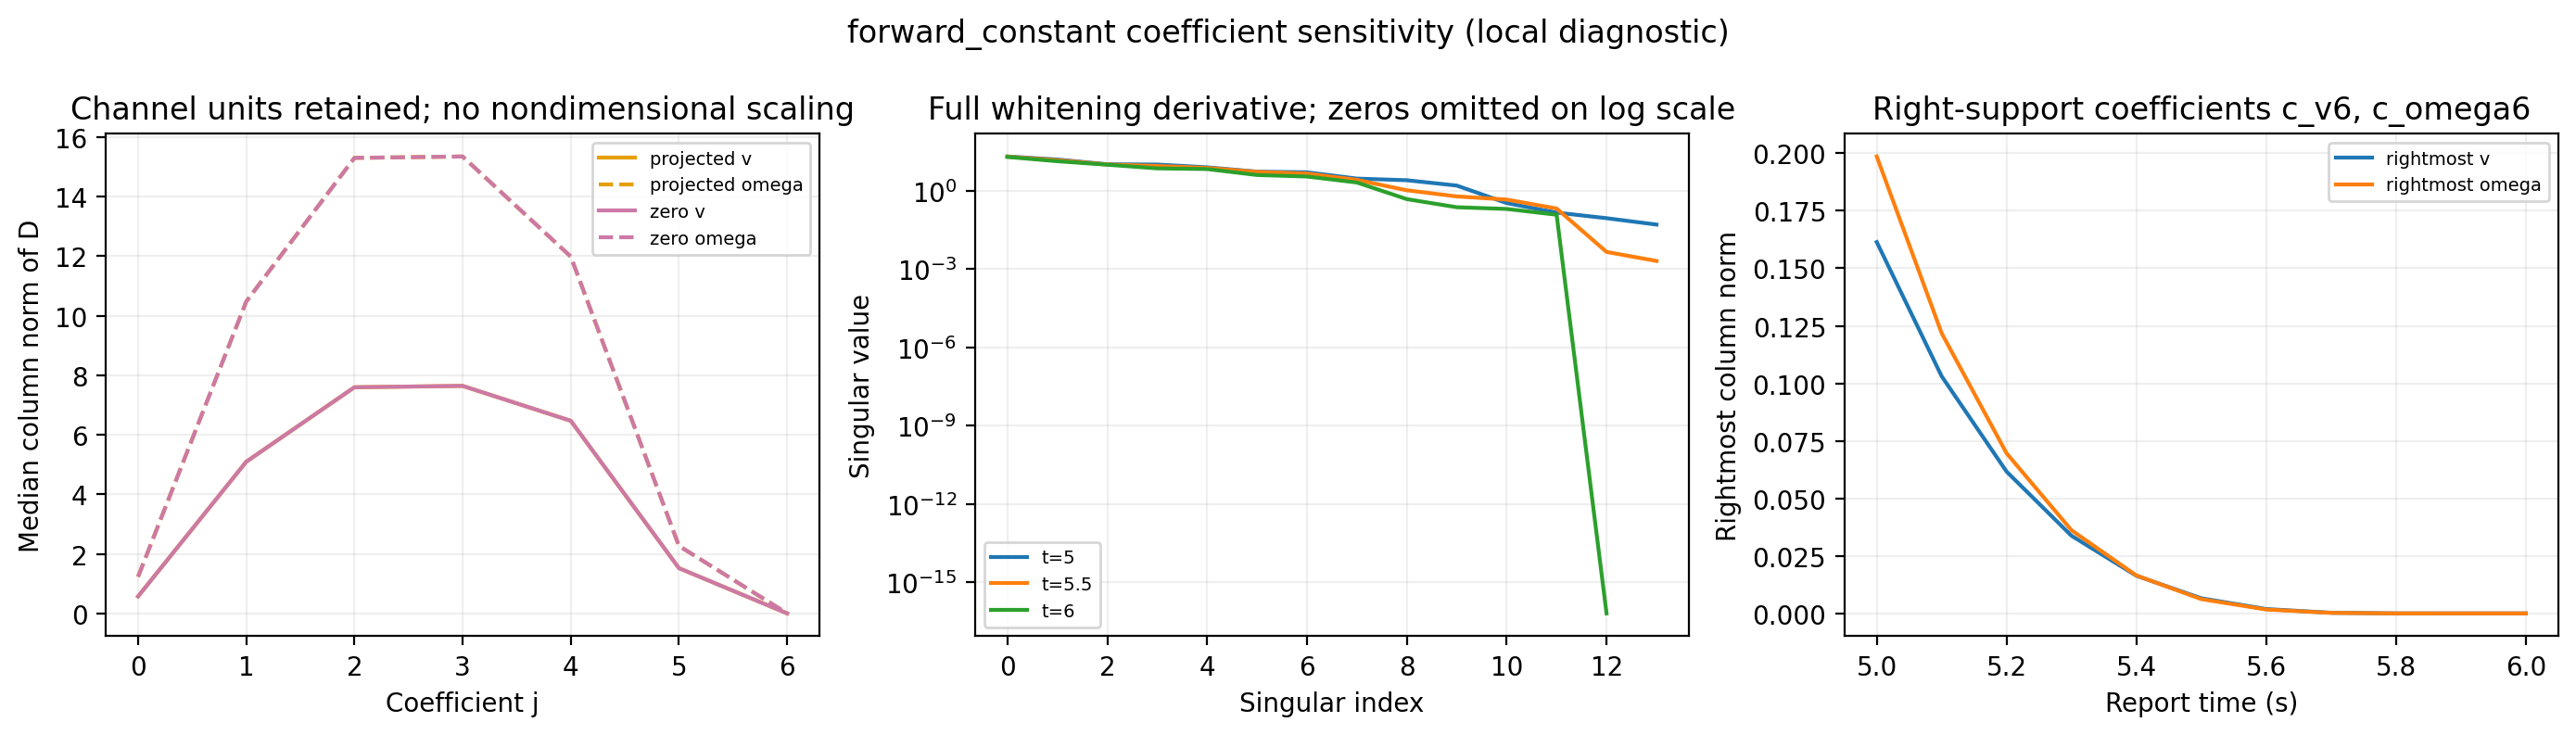 forward_constant coefficient sensitivity (local diagnostic)
Channel units retained; no nondimensional scaling
Median column norm of D
16
14
12
10
8
6
4
2
0
projected v
projected omega
zero v
zero omega
0 1 2 3 4 5 6
Coefficient j
Full whitening derivative; zeros omitted on log scale
Singular value
10⁰
10⁻³
10⁻⁶
10⁻⁹
10⁻¹²
10⁻¹⁵
t=5
t=5.5
t=6
0 2 4 6 8 10 12
Singular index
Right-support coefficients c_v6, c_omega6
Rightmost column norm
0.200
0.175
0.150
0.125
0.100
0.075
0.050
0.025
0.000
rightmost v
rightmost omega
5.0 5.2 5.4 5.6 5.8 6.0
Report time (s)